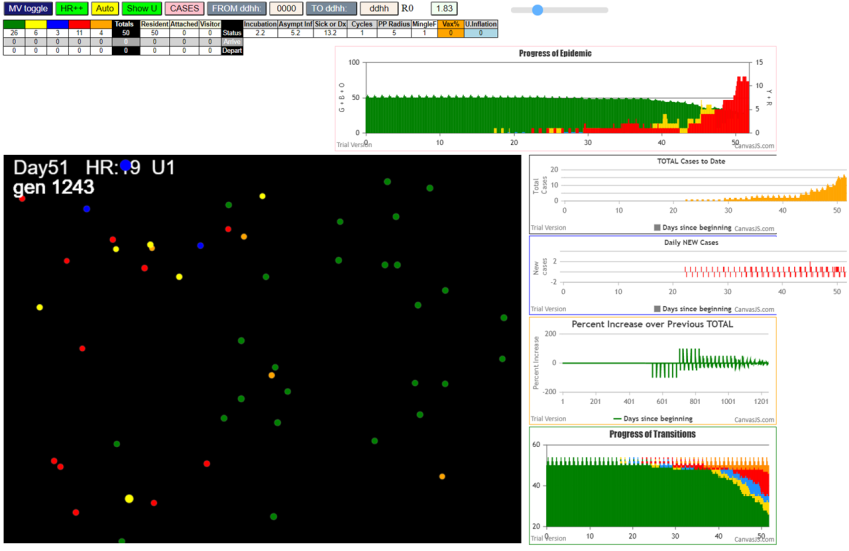 MV toggle HR++ Auto Show U CASES FROM ddhh: 0000 TO ddhh: ddhh R0 1.83
Totals Resident Attached Visitor Incubation Asympt Inf Sick or Dx Cycles PP Radius MingleF Vax% U.Inflation
26 6 3 11 4 50 50 0 0 Status 2.2 5.2 13.2 1 5 1 0 0
0 0 0 0 0 0 0 0 0 Active
0 0 0 0 0 0 0 0 0 Depart
Progress of Epidemic
100 15
10
50
5
0 0
G + B + O
Y + R
0 10 20 30 40 50
Trial Version CanvasJS.com
Day51 HR:19 U1
gen 1243
TOTAL Cases to Date
20
10
0
Total Cases
0 10 20 30 40 50
Trial Version Days since beginning CanvasJS.com
Daily NEW Cases
2
0
-2
New cases
0 10 20 30 40 50
Trial Version Days since beginning CanvasJS.com
Percent Increase over Previous TOTAL
200
0
-200
Percent Increase
1 201 401 601 801 1001 1201
Trial Version Days since beginning CanvasJS.com
Progress of Transitions
60
40
20
0 10 20 30 40 50
Trial Version CanvasJS.com